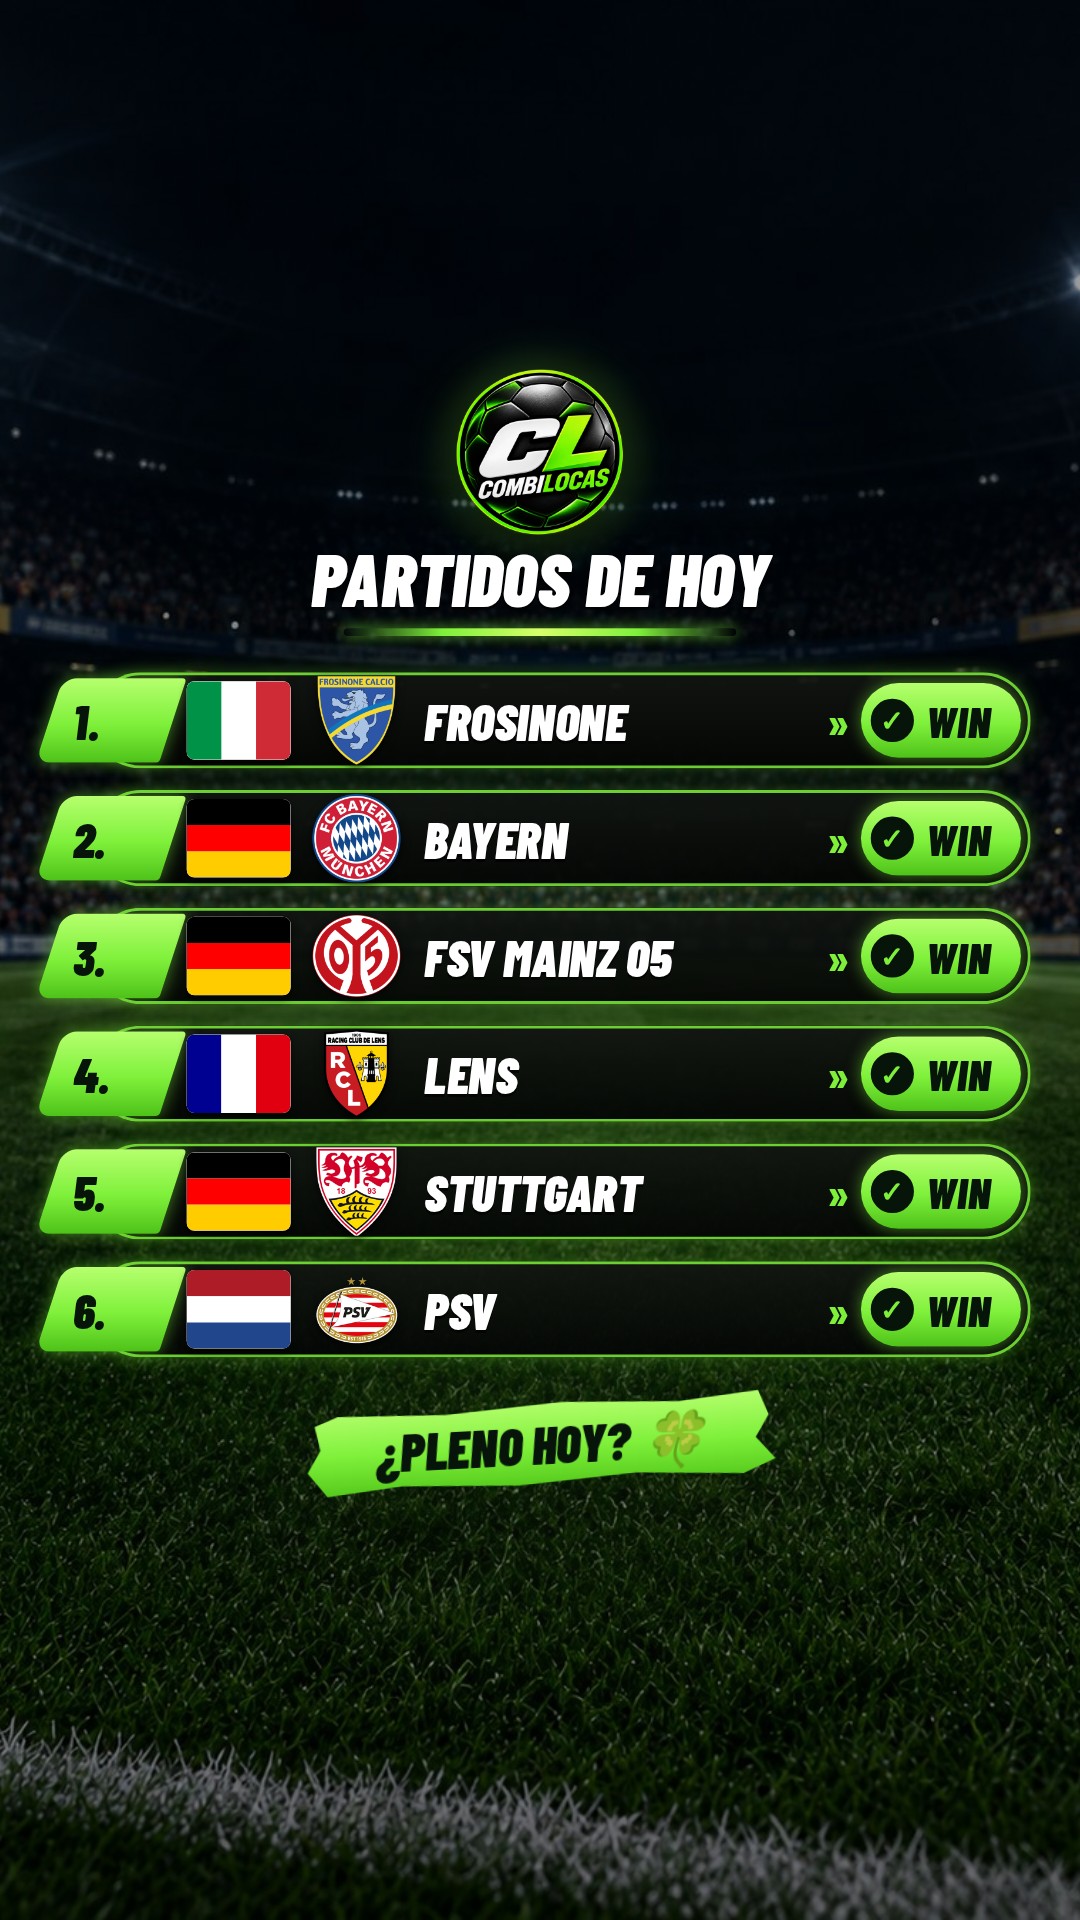 CL
COMBILOCAS
PARTIDOS DE HOY
1. FROSINONE CALCIO FROSINONE » ✓ WIN
2. FC BAYERN MÜNCHEN BAYERN » ✓ WIN
3. 05 FSV MAINZ 05 » ✓ WIN
4. 1906 RACING CLUB DE LENS RCL LENS » ✓ WIN
5. VfB 18 93 STUTTGART » ✓ WIN
6. PSV PSV » ✓ WIN
¿PLENO HOY? 🍀